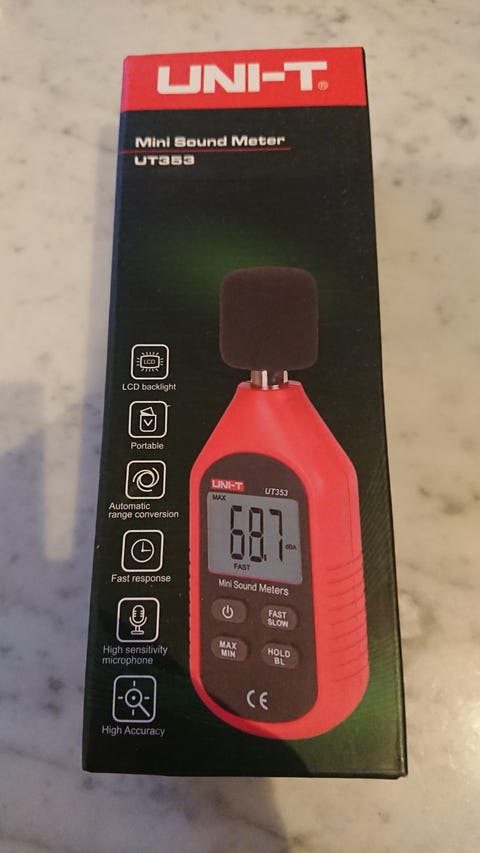 UNI-T®
Mini Sound Meter
UT353
LCD
LCD backlight
Portable
Automatic
range conversion
Fast response
High sensitivity
microphone
High Accuracy
UNI-T
UT353
MAX
68.7
dBA
FAST
Mini Sound Meters
FAST
SLOW
MAX
MIN
HOLD
BL
CE